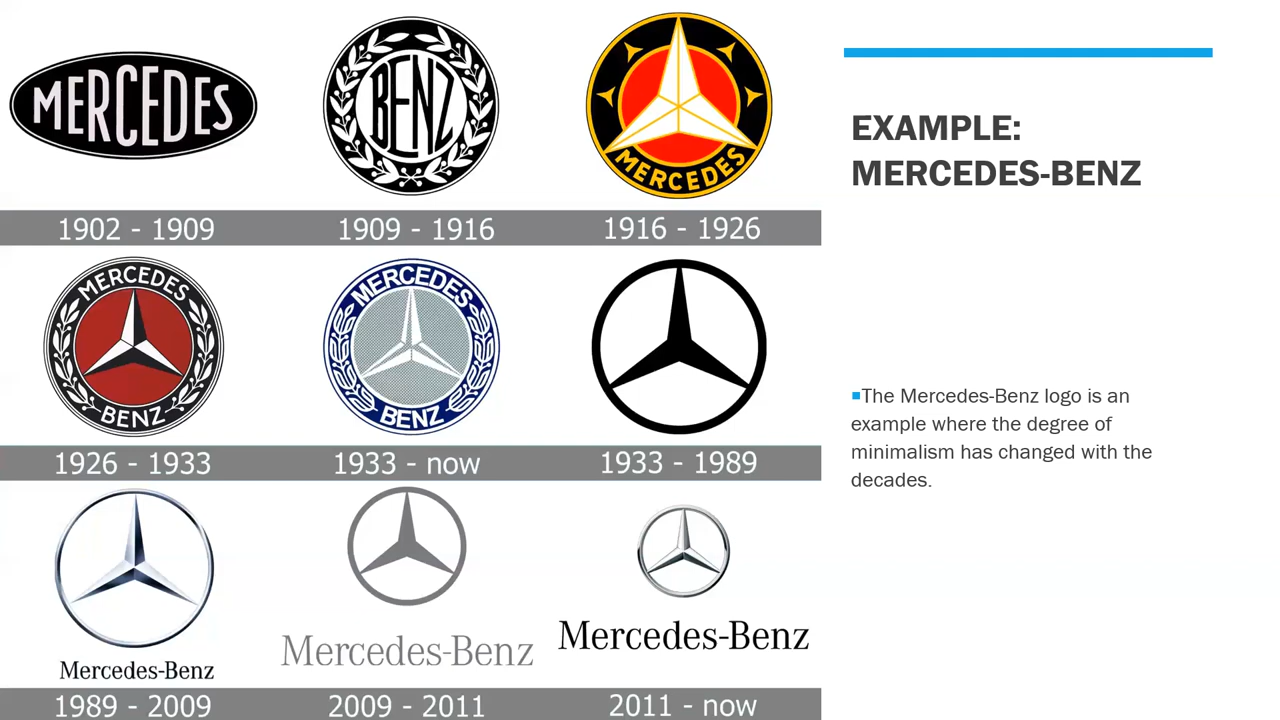 MERCEDES
BENZ
MERCEDES
1902 - 1909
1909 - 1916
1916 - 1926
MERCEDES
BENZ
MERCEDES
BENZ
1926 - 1933
1933 - now
1933 - 1989
Mercedes-Benz
Mercedes-Benz
Mercedes-Benz
1989 - 2009
2009 - 2011
2011 - now
EXAMPLE:
MERCEDES-BENZ
▪The Mercedes-Benz logo is an
example where the degree of
minimalism has changed with the
decades.